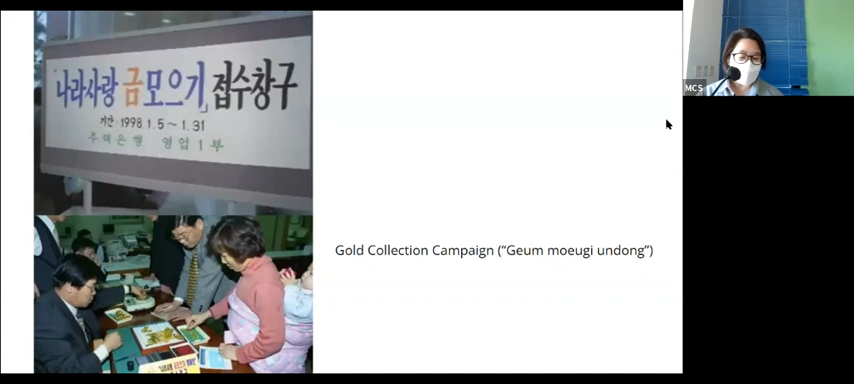 「나라사랑 금모으기」 접수창구
기간 : 1998. 1. 5 ~ 1. 31
주택은행 영업1부
Gold Collection Campaign (“Geum moeugi undong”)
MCS